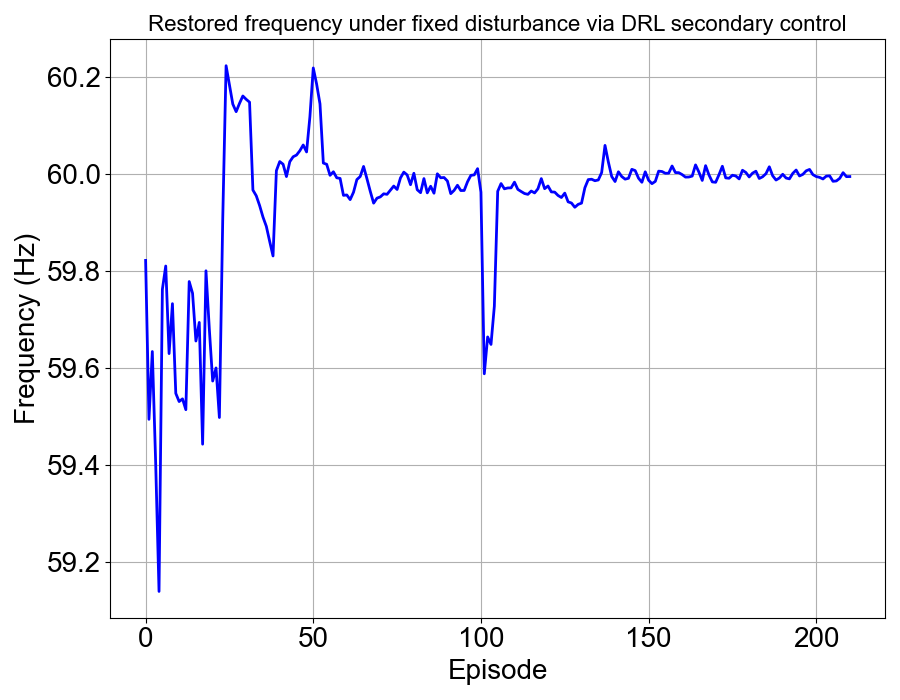 Restored frequency under fixed disturbance via DRL secondary control
60.2
60.0
59.8
59.6
59.4
59.2
Frequency (Hz)
0 50 100 150 200
Episode